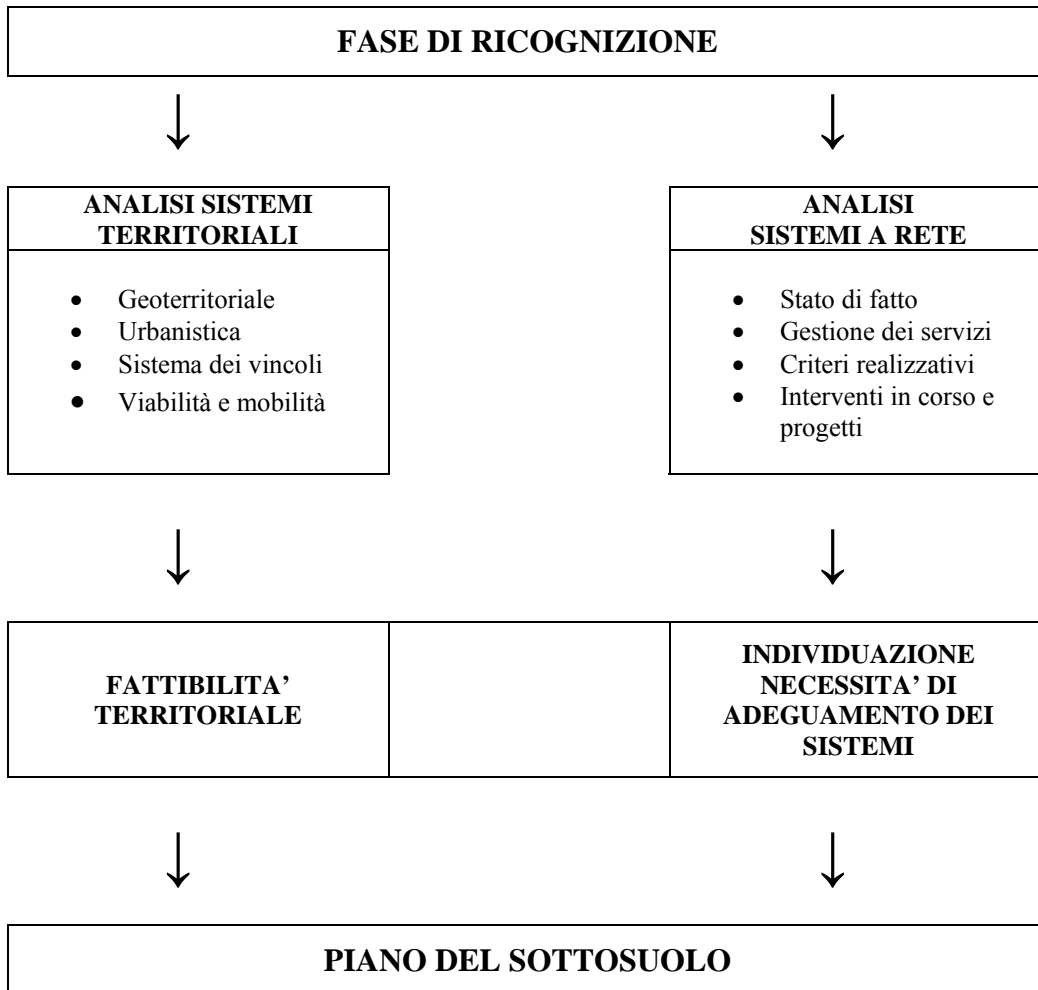 FASE DI RICOGNIZIONE
↓ ↓
ANALISI SISTEMI
TERRITORIALI
• Geoterritoriale
• Urbanistica
• Sistema dei vincoli
• Viabilità e mobilità
ANALISI
SISTEMI A RETE
• Stato di fatto
• Gestione dei servizi
• Criteri realizzativi
• Interventi in corso e
progetti
↓ ↓
FATTIBILITA’
TERRITORIALE
INDIVIDUAZIONE
NECESSITA’ DI
ADEGUAMENTO DEI
SISTEMI
↓ ↓
PIANO DEL SOTTOSUOLO